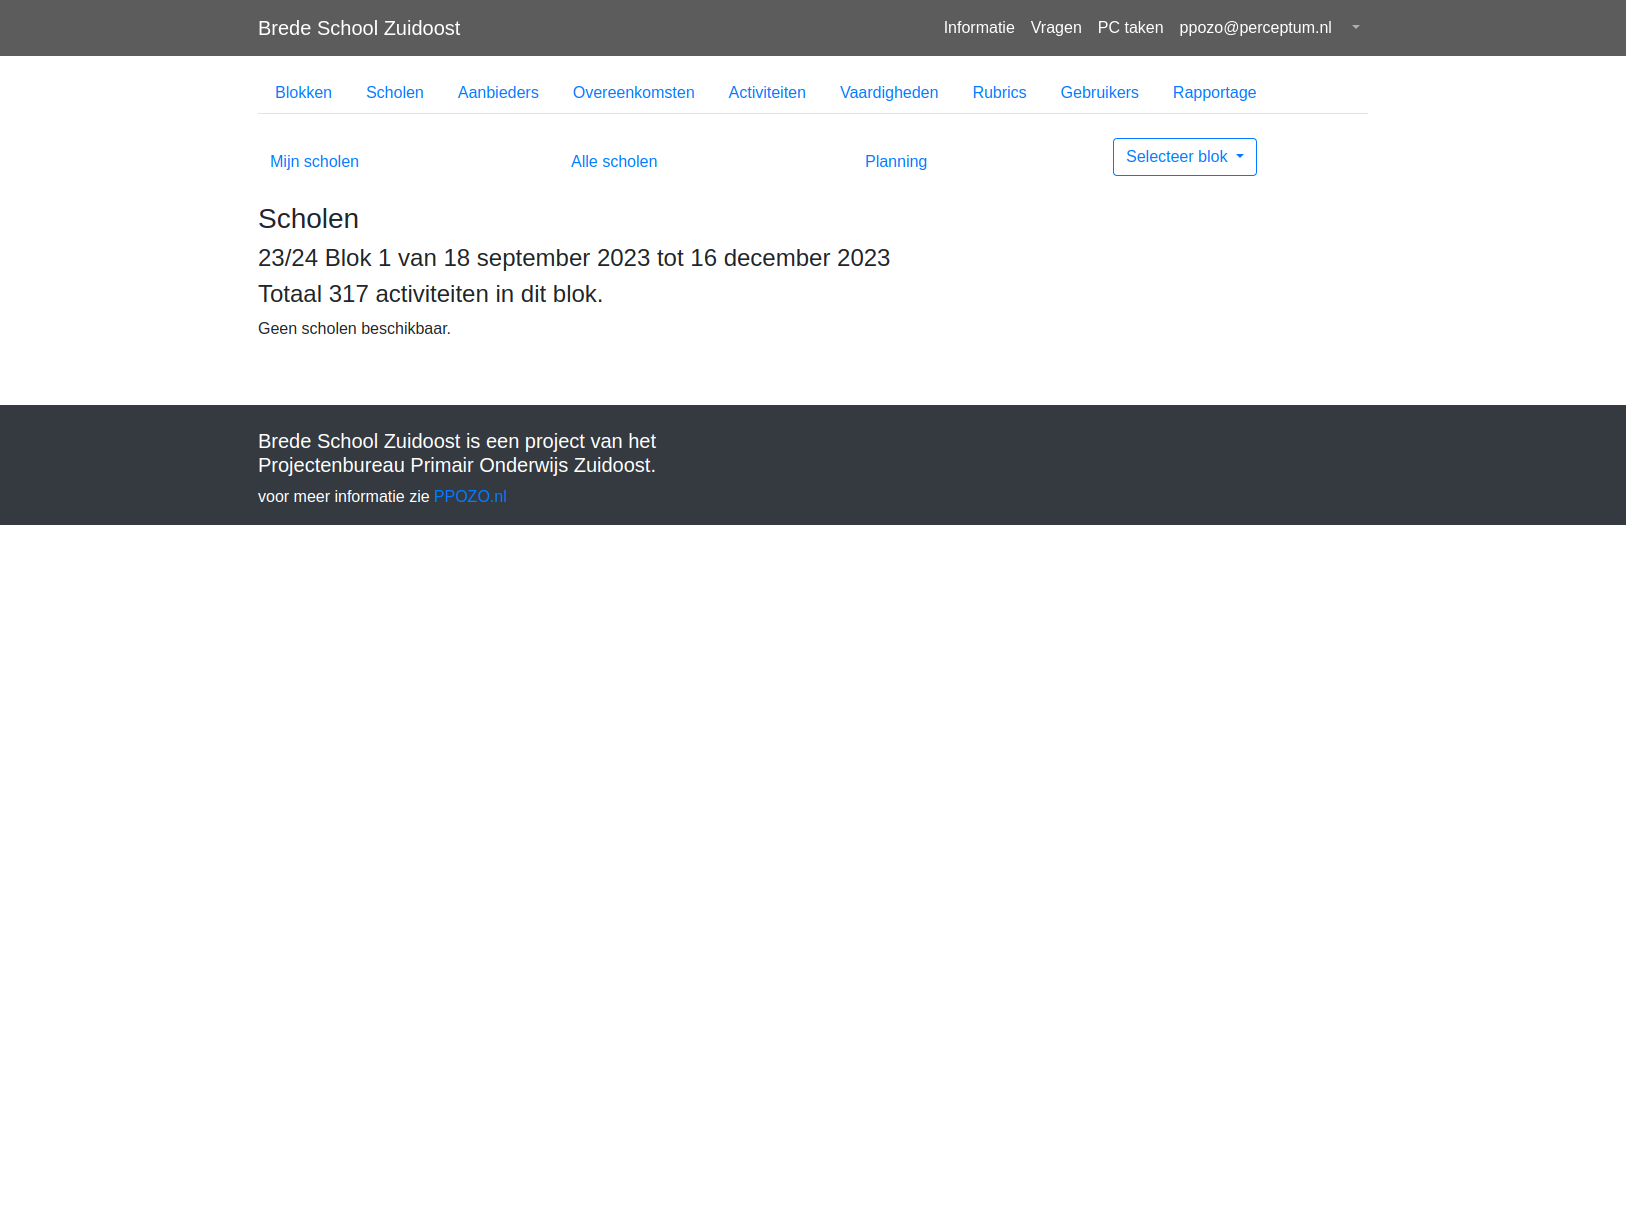 Brede School Zuidoost
Informatie Vragen PC taken ppozo@perceptum.nl
Blokken Scholen Aanbieders Overeenkomsten Activiteiten Vaardigheden Rubrics Gebruikers Rapportage
Mijn scholen Alle scholen Planning Selecteer blok
Scholen
23/24 Blok 1 van 18 september 2023 tot 16 december 2023
Totaal 317 activiteiten in dit blok.
Geen scholen beschikbaar.
Brede School Zuidoost is een project van het
Projectenbureau Primair Onderwijs Zuidoost.
voor meer informatie zie PPOZO.nl